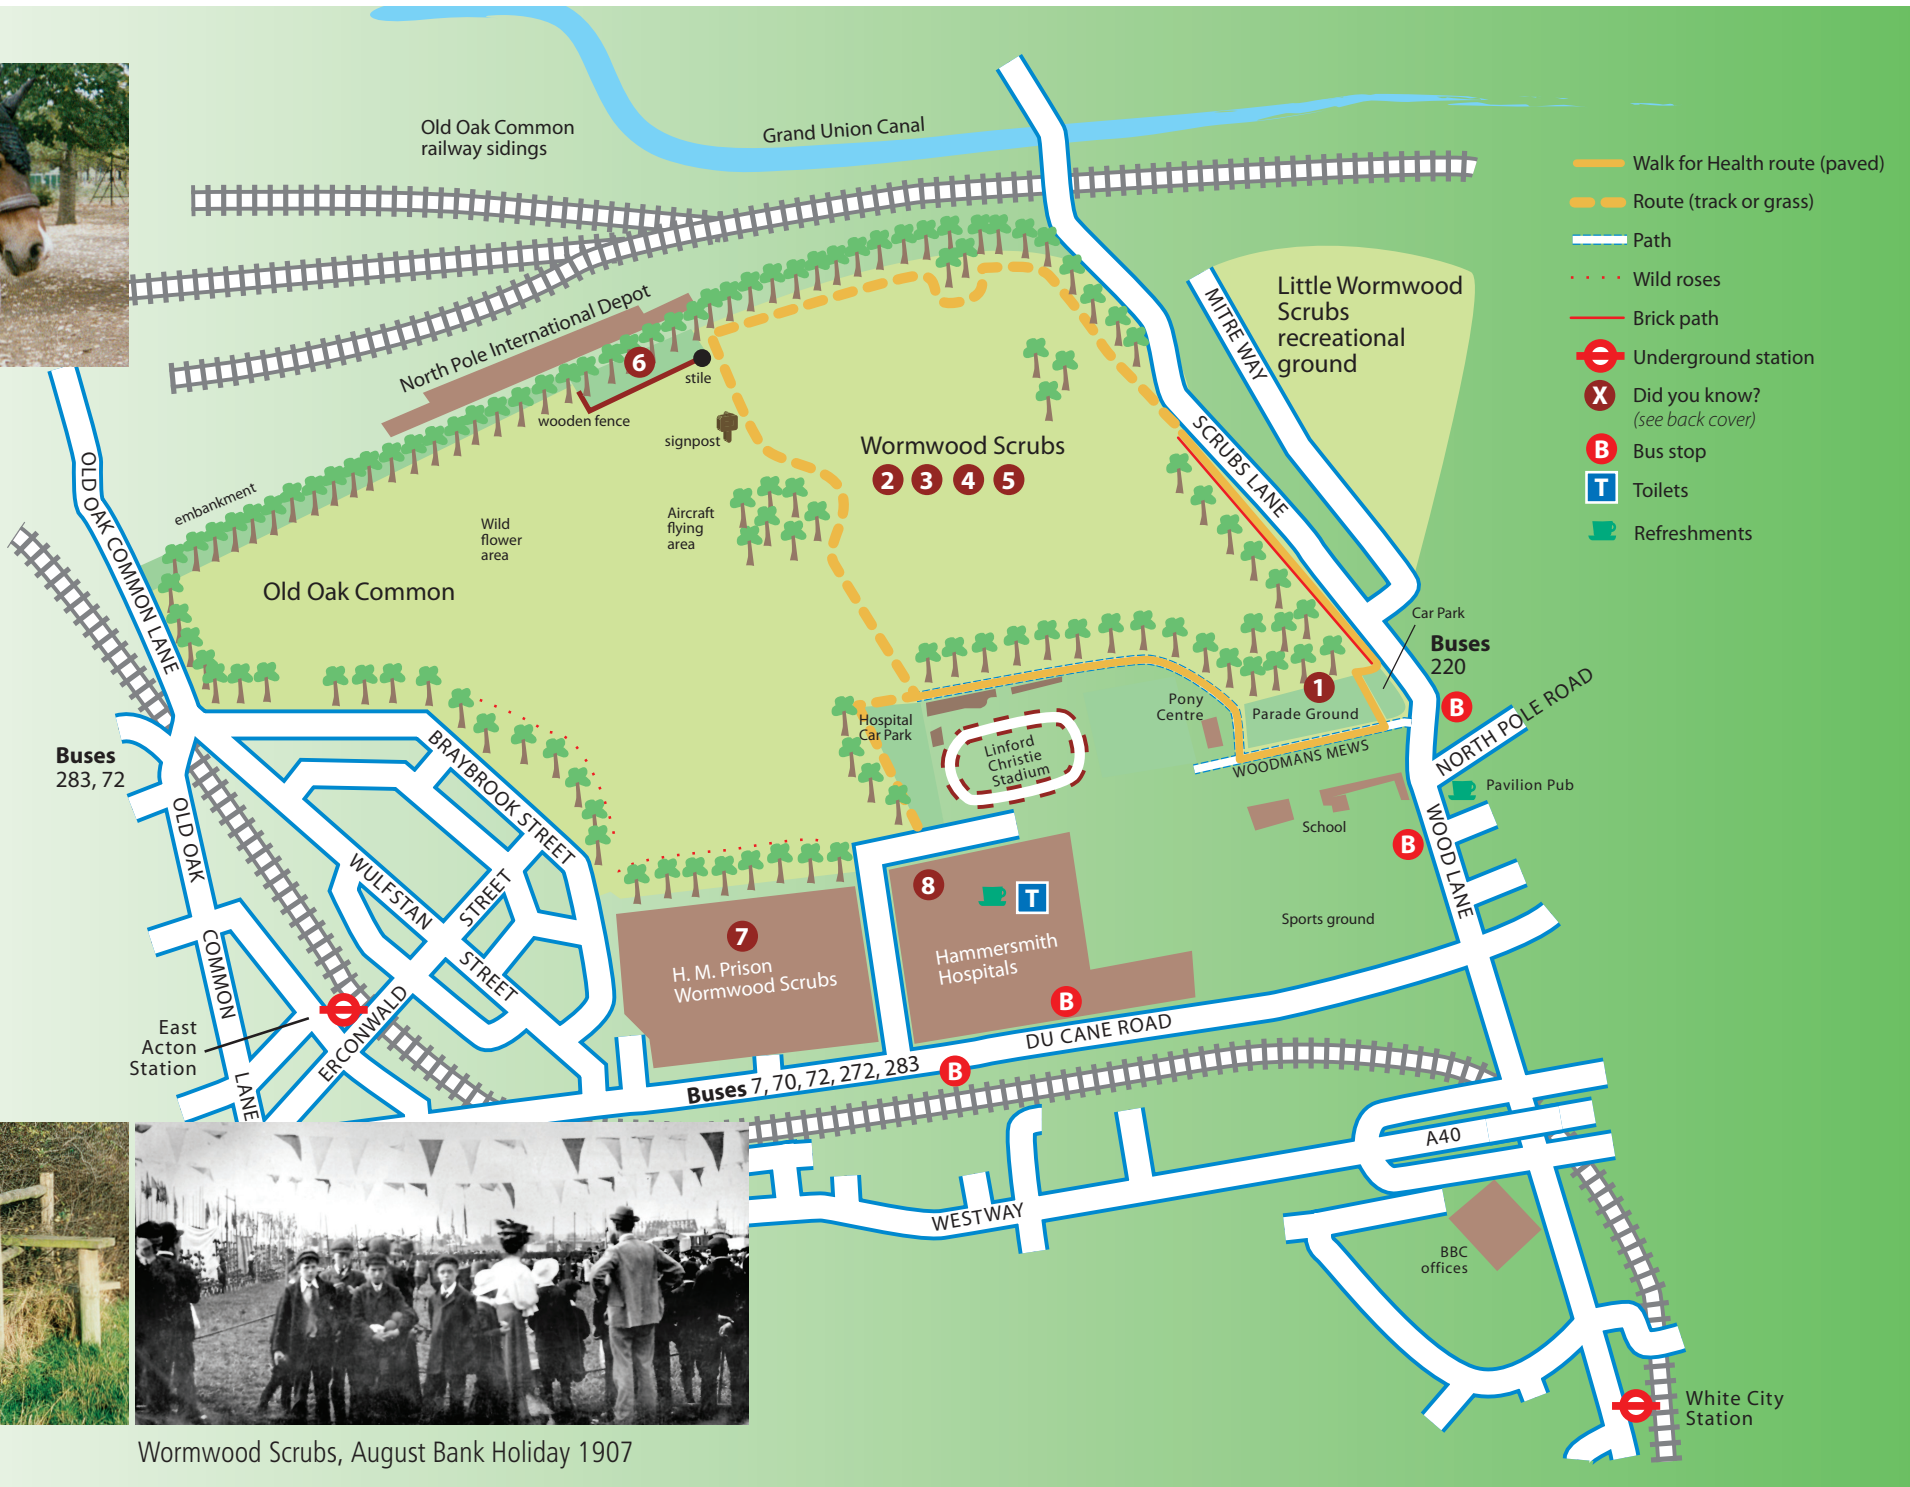 Old Oak Common
railway sidings
Grand Union Canal
Walk for Health route (paved)
Route (track or grass)
Path
Wild roses
Brick path
Underground station
X
Did you know?
(see back cover)
B
Bus stop
T
Toilets
Refreshments
Little Wormwood
Scrubs
recreational
ground
MITRE WAY
SCRUBS LANE
North Pole International Depot
6
stile
wooden fence
signpost
Wormwood Scrubs
2
3
4
5
embankment
Wild
flower
area
Aircraft
flying
area
Old Oak Common
OLD OAK COMMON LANE
Car Park
Buses
220
B
NORTH POLE ROAD
1
Parade Ground
Pony
Centre
WOODMANS MEWS
Hospital
Car Park
Linford
Christie
Stadium
Buses
283, 72
BRAYBROOK STREET
OLD OAK
COMMON
LANE
WULFSTAN
STREET
ERCONWALD
STREET
East
Acton
Station
Pavilion Pub
School
B
WOOD LANE
Sports ground
7
H. M. Prison
Wormwood Scrubs
8
T
Hammersmith
Hospitals
B
DU CANE ROAD
Buses 7, 70, 72, 272, 283
B
A40
WESTWAY
BBC
offices
White City
Station
Wormwood Scrubs, August Bank Holiday 1907